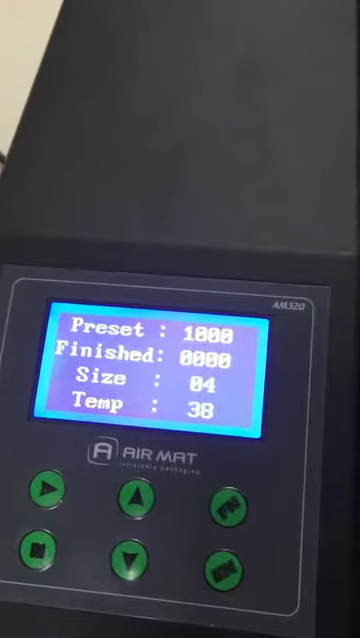 AM320
Preset : 1000
Finished: 0000
Size : 04
Temp : 38
AIR MAT
inflatable packaging